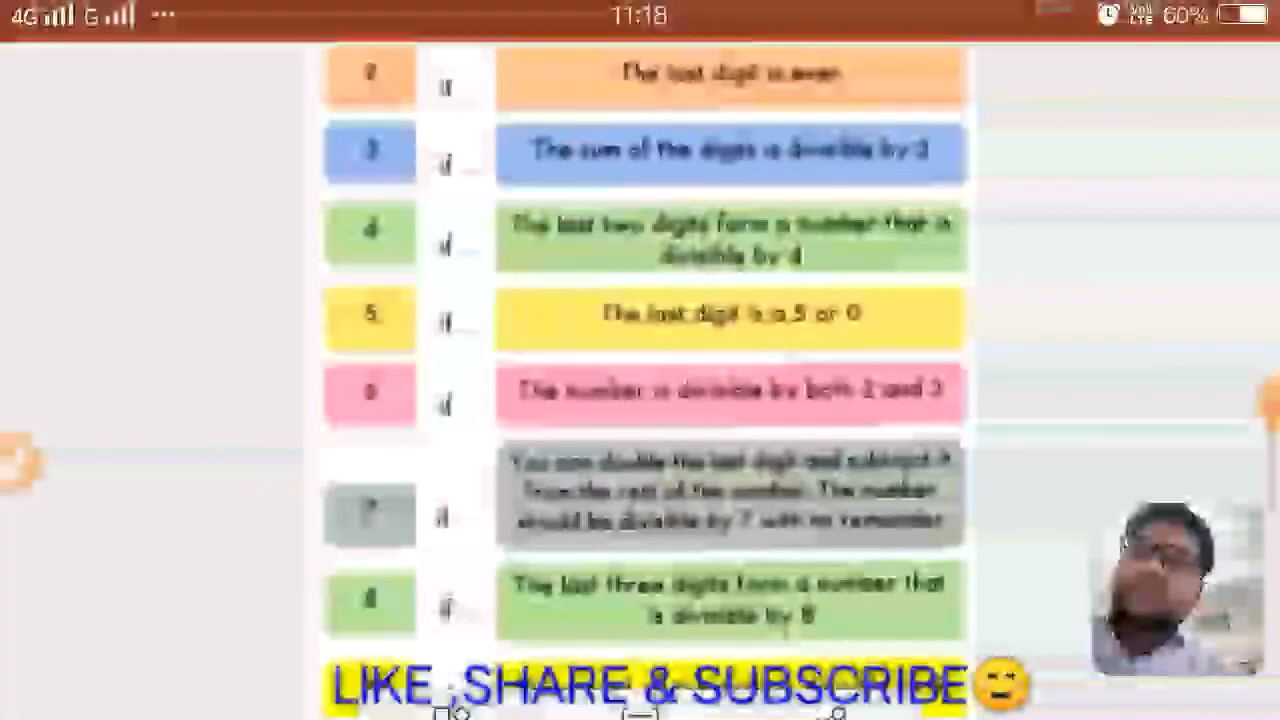 4G G ... 11:18 VoI LTE 60%
2 if The last digit is even
3 if ... The sum of the digits is divisible by 3
4 if ... The last two digits form a number that is
divisible by 4
5 if ... The last digit is a 5 or 0
6 if The number is divisible by both 2 and 3
You can double the last digit and subtract it
from the rest of the number. The number
7 if ... should be divisible by 7 with no remainder
8 if ... The last three digits form a number that
is divisible by 8
LIKE ,SHARE & SUBSCRIBE😊